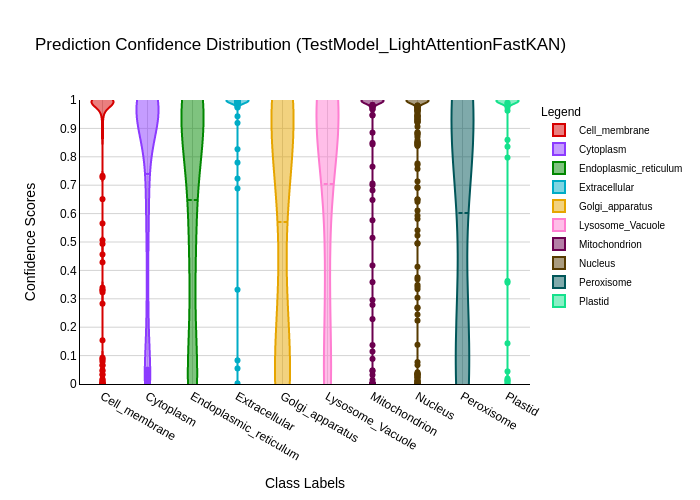 Prediction Confidence Distribution (TestModel_LightAttentionFastKAN)
Confidence Scores
1
0.9
0.8
0.7
0.6
0.5
0.4
0.3
0.2
0.1
0
Cell_membrane
Cytoplasm
Endoplasmic_reticulum
Extracellular
Golgi_apparatus
Lysosome_Vacuole
Mitochondrion
Nucleus
Peroxisome
Plastid
Class Labels
Legend
Cell_membrane
Cytoplasm
Endoplasmic_reticulum
Extracellular
Golgi_apparatus
Lysosome_Vacuole
Mitochondrion
Nucleus
Peroxisome
Plastid